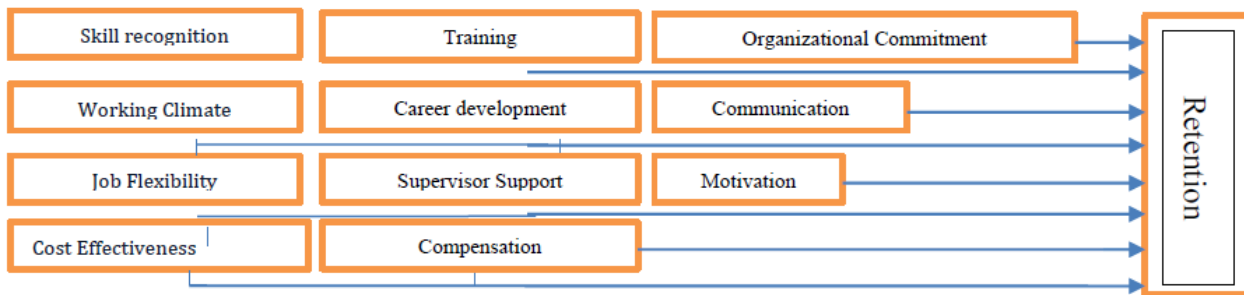 Skill recognition
Training
Organizational Commitment
Working Climate
Career development
Communication
Job Flexibility
Supervisor Support
Motivation
Cost Effectiveness
Compensation
Retention